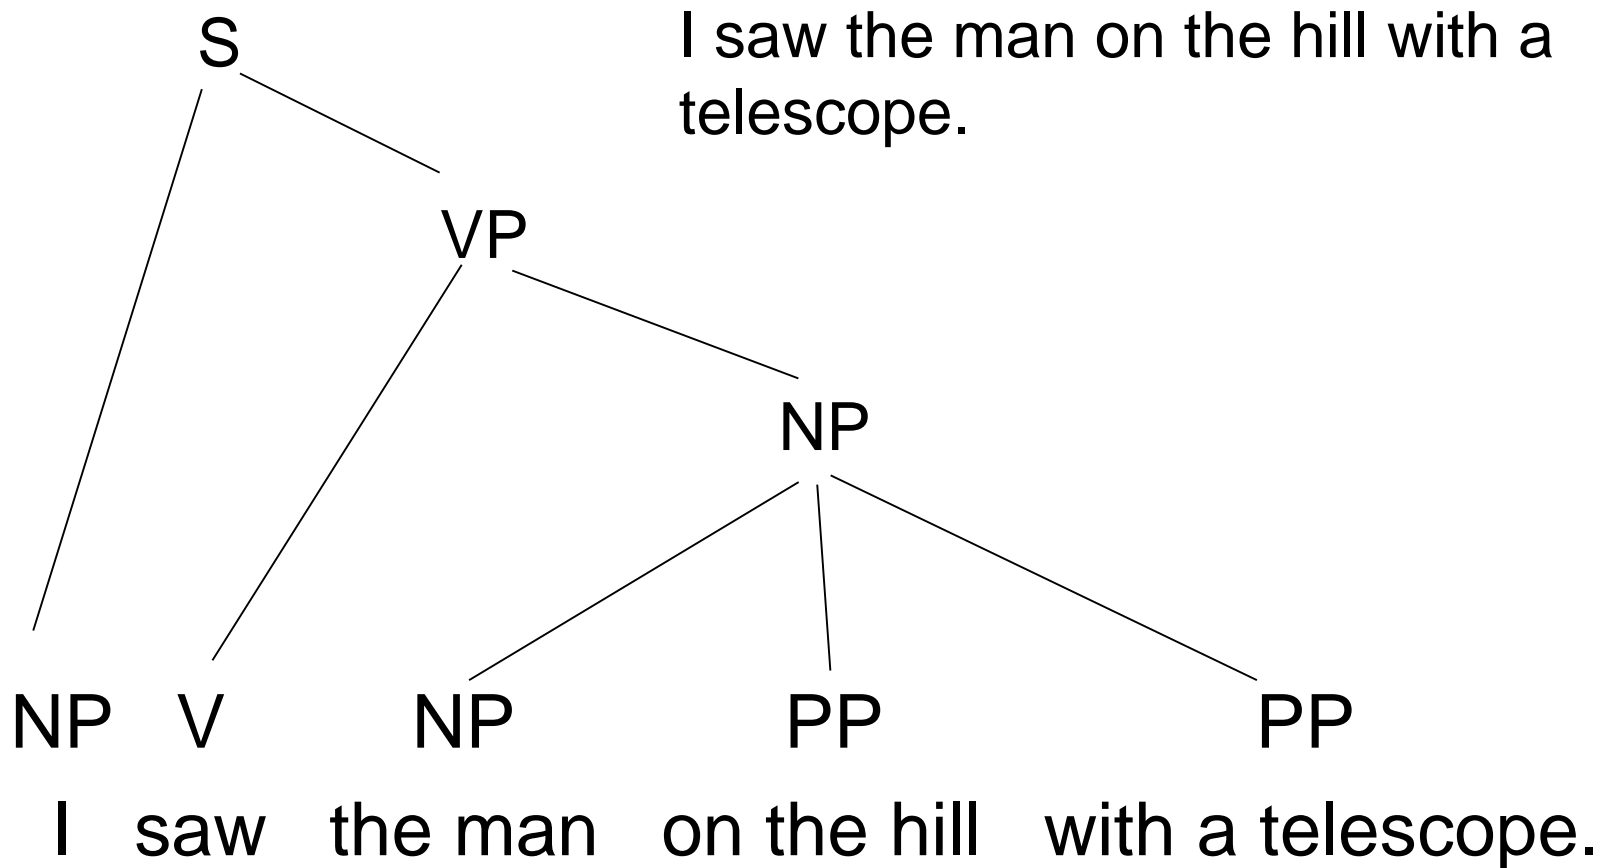 S
I saw the man on the hill with a
telescope.
VP
NP
NP V NP PP PP
I saw the man on the hill with a telescope.